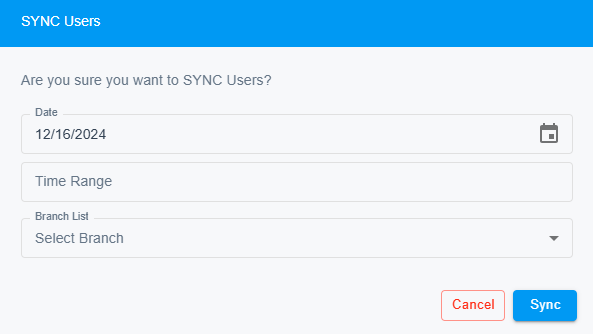 SYNC Users
Are you sure you want to SYNC Users?
Date
12/16/2024
Time Range
Branch List
Select Branch
Cancel
Sync